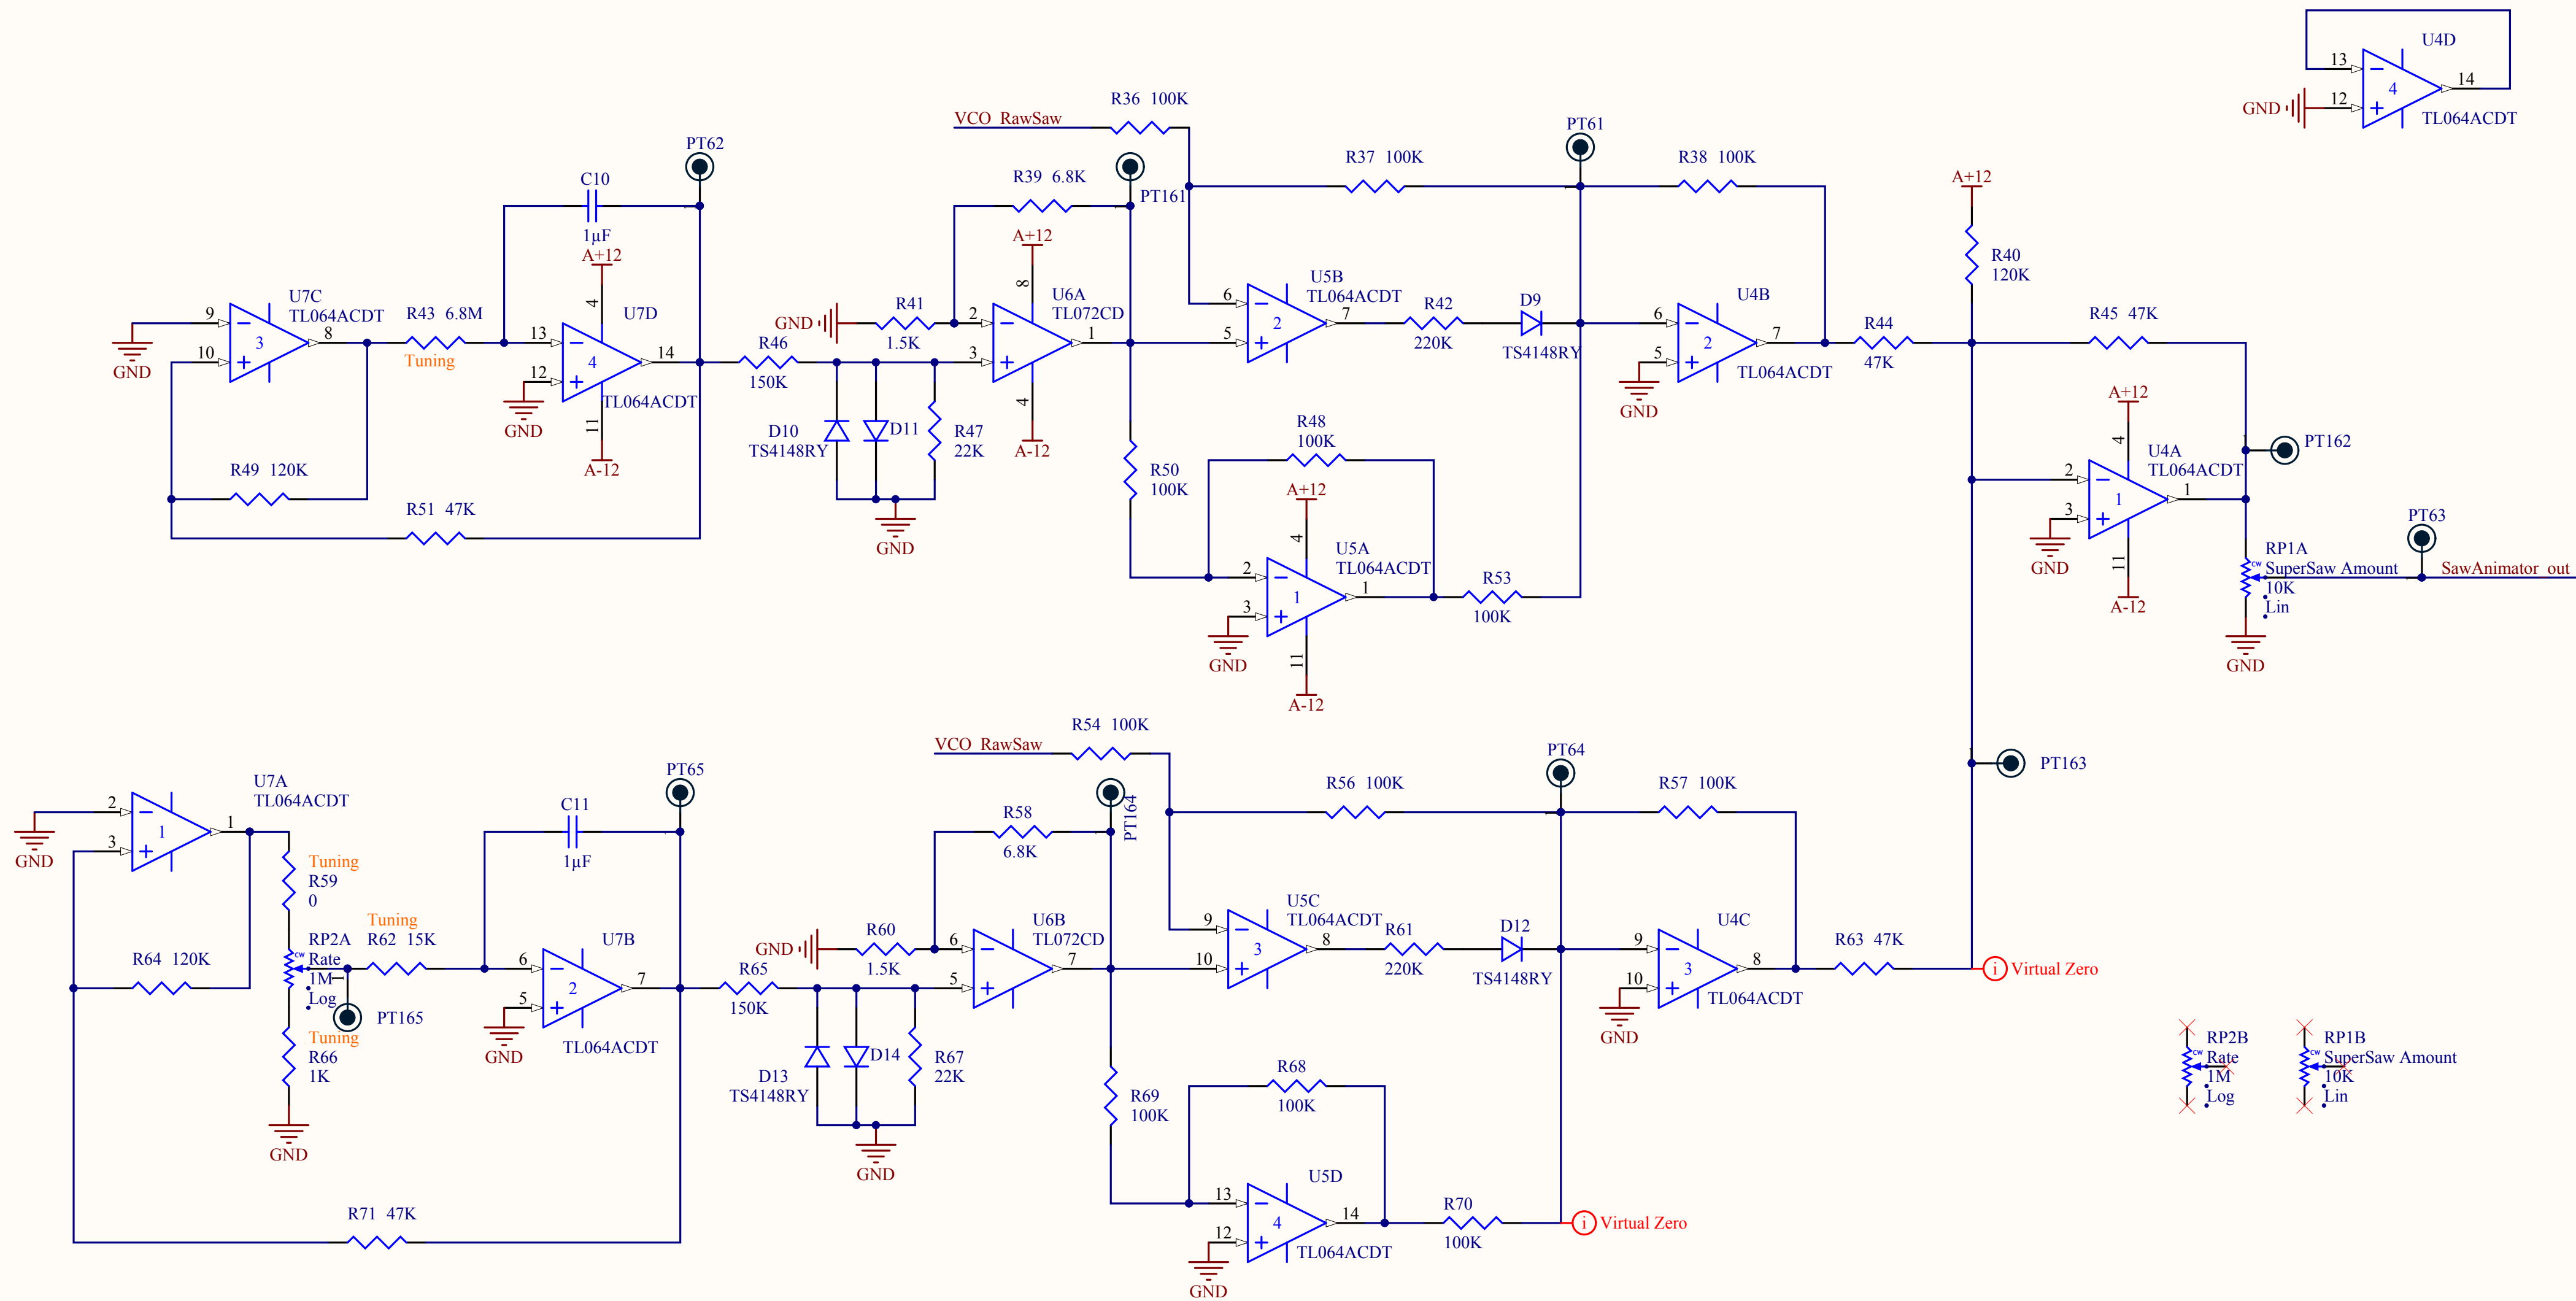 U4D
13
4
14
12
GND
TL064ACDT
R36 100K
VCO_RawSaw
PT62
PT61
R37 100K
R38 100K
R39 6.8K
PT161
C10
1µF
A+12
A+12
8
A+12
R40
120K
U7C
TL064ACDT
9
3
8
10
GND
R43 6.8M
Tuning
4
U7D
13
4
14
12
GND
11
TL064ACDT
A-12
R49 120K
R51 47K
GND
R41
1.5K
R46
150K
U6A
TL072CD
2
1
3
4
A-12
D10
TS4148RY
D11
R47
22K
GND
U5B
TL064ACDT
6
2
7
5
R42
220K
D9
TS4148RY
U4B
6
2
7
5
GND
TL064ACDT
R44
47K
R45 47K
A+12
4
U4A
TL064ACDT
2
1
1
3
GND
11
A-12
PT162
PT63
RP1A
SuperSaw Amount
10K
Lin
cw
SawAnimator_out
GND
R48
100K
R50
100K
A+12
4
U5A
TL064ACDT
2
1
1
3
GND
11
A-12
R53
100K
R54 100K
VCO_RawSaw
PT65
PT64
PT164
PT163
R56 100K
R57 100K
R58
6.8K
C11
1µF
U7A
TL064ACDT
2
1
1
3
GND
Tuning
R59
0
Tuning
R62 15K
RP2A
Rate
1M
Log
cw
PT165
Tuning
R66
1K
GND
R64 120K
R71 47K
U7B
6
2
7
5
GND
TL064ACDT
GND
R60
1.5K
R65
150K
U6B
TL072CD
6
7
5
D13
TS4148RY
D14
R67
22K
GND
U5C
TL064ACDT
9
3
8
10
R61
220K
D12
TS4148RY
U4C
9
3
8
10
GND
TL064ACDT
R63 47K
i Virtual Zero
R68
100K
R69
100K
U5D
13
4
14
12
GND
TL064ACDT
R70
100K
i Virtual Zero
RP2B
cw
Rate
1M
Log
RP1B
cw
SuperSaw Amount
10K
Lin